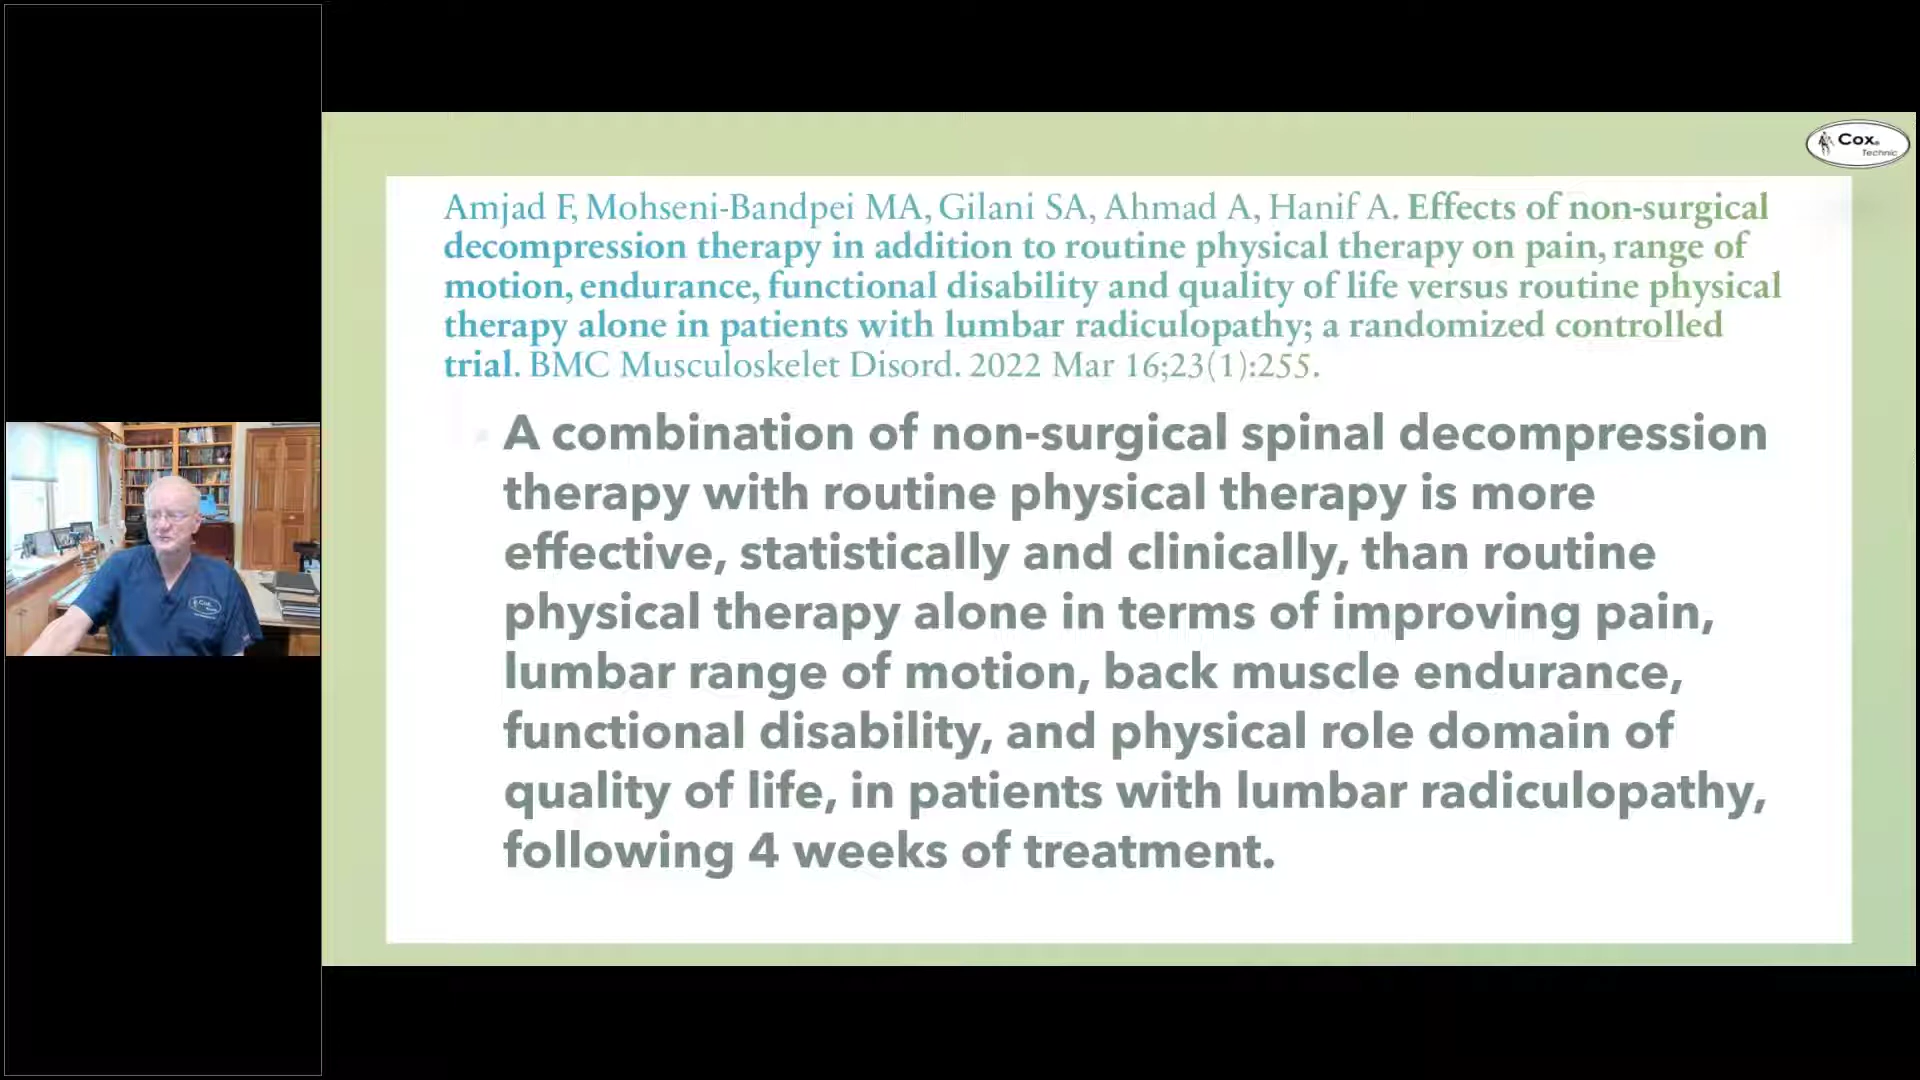 Cox®
Technic
Amjad F, Mohseni-Bandpei MA, Gilani SA, Ahmad A, Hanif A. Effects of non-surgical
decompression therapy in addition to routine physical therapy on pain, range of
motion, endurance, functional disability and quality of life versus routine physical
therapy alone in patients with lumbar radiculopathy; a randomized controlled
trial. BMC Musculoskelet Disord. 2022 Mar 16;23(1):255.
A combination of non-surgical spinal decompression
therapy with routine physical therapy is more
effective, statistically and clinically, than routine
physical therapy alone in terms of improving pain,
lumbar range of motion, back muscle endurance,
functional disability, and physical role domain of
quality of life, in patients with lumbar radiculopathy,
following 4 weeks of treatment.
Cox